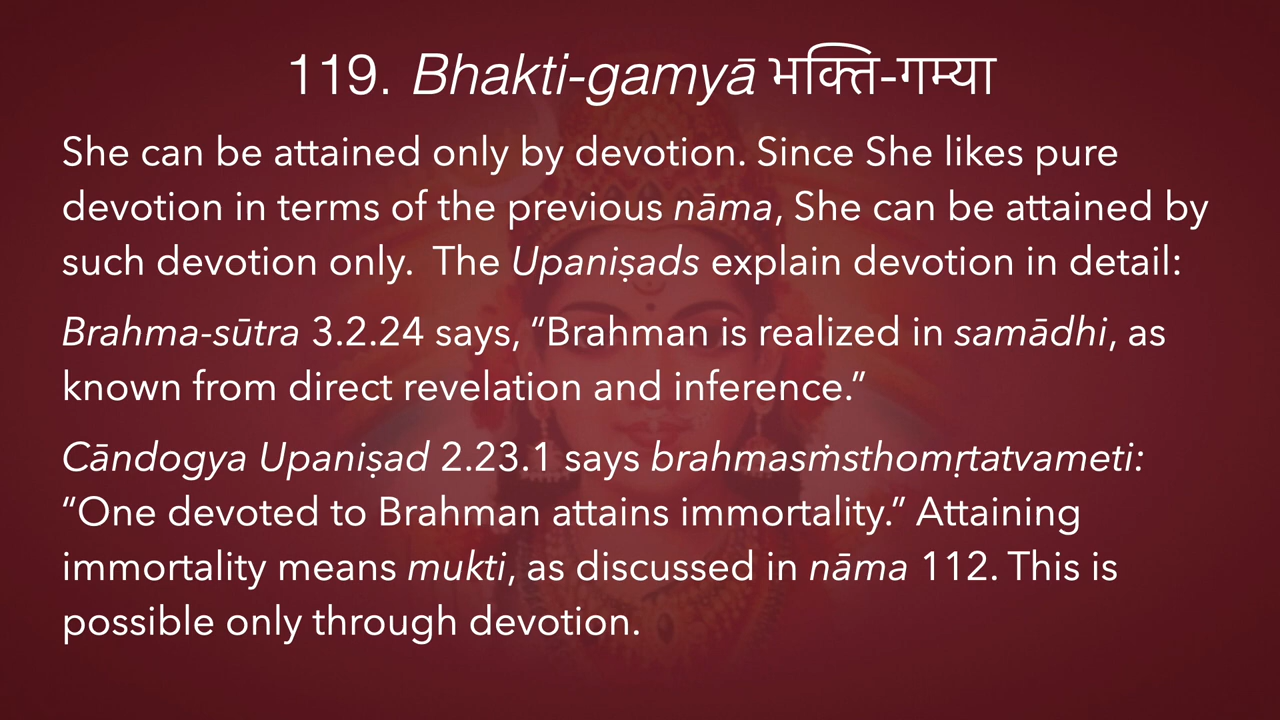 119. Bhakti-gamyā भक्ति-गम्या
She can be attained only by devotion. Since She likes pure
devotion in terms of the previous nāma, She can be attained by
such devotion only.  The Upaniṣads explain devotion in detail:
Brahma-sūtra 3.2.24 says, “Brahman is realized in samādhi, as
known from direct revelation and inference.”
Cāndogya Upaniṣad 2.23.1 says brahmasṁsthomṛtatvameti:
“One devoted to Brahman attains immortality.” Attaining
immortality means mukti, as discussed in nāma 112. This is
possible only through devotion.